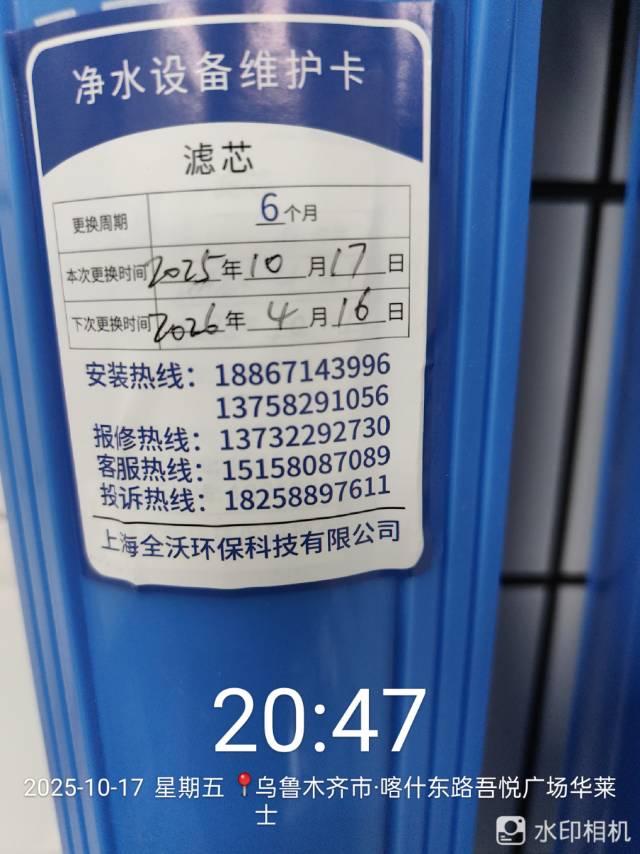 净水设备维护卡
滤芯
更换周期 6个月
本次更换时间 2025年10月17日
下次更换时间 2026年4月16日
安装热线：18867143996
13758291056
报修热线：13732292730
客服热线：15158087089
投诉热线：18258897611
上海全沃环保科技有限公司
20:47
2025-10-17 星期五 📍乌鲁木齐市·喀什东路吾悦广场华莱
士
水印相机